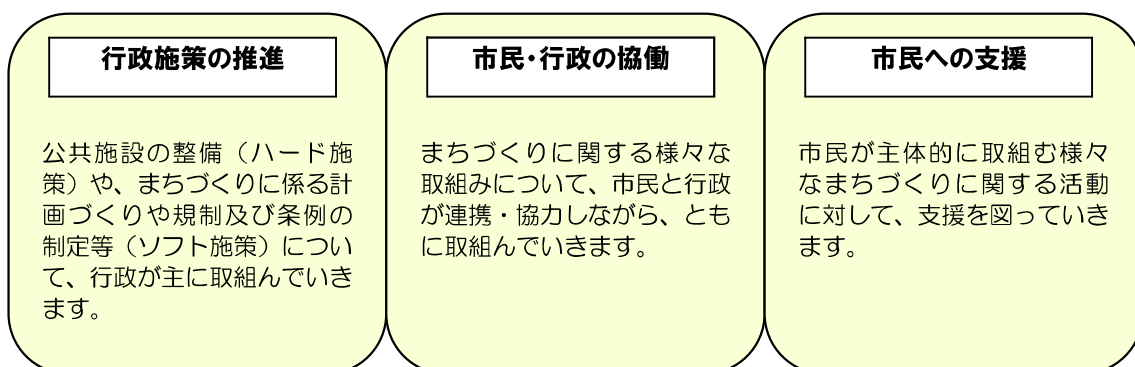 行政施策の推進
公共施設の整備（ハード施
策）や、まちづくりに係る計
画づくりや規制及び条例の
制定等（ソフト施策）につい
て、行政が主に取組んでいき
ます。
市民・行政の協働
まちづくりに関する様々な
取組みについて、市民と行政
が連携・協力しながら、とも
に取組んでいきます。
市民への支援
市民が主体的に取組む様々
なまちづくりに関する活動
に対して、支援を図っていき
ます。